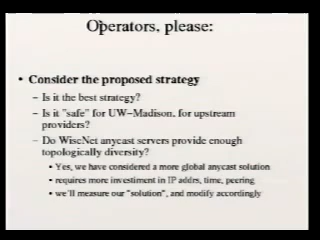 Operators, please:
• Consider the proposed strategy
– Is it the best strategy?
– Is it "safe" for UW-Madison, for upstream
providers?
– Do WiscNet anycast servers provide enough
topologically diversity?
• Yes, we have considered a more global anycast solution
• requires more investiment in IP addrs, time, peering
• we'll measure our "solution", and modify accordingly